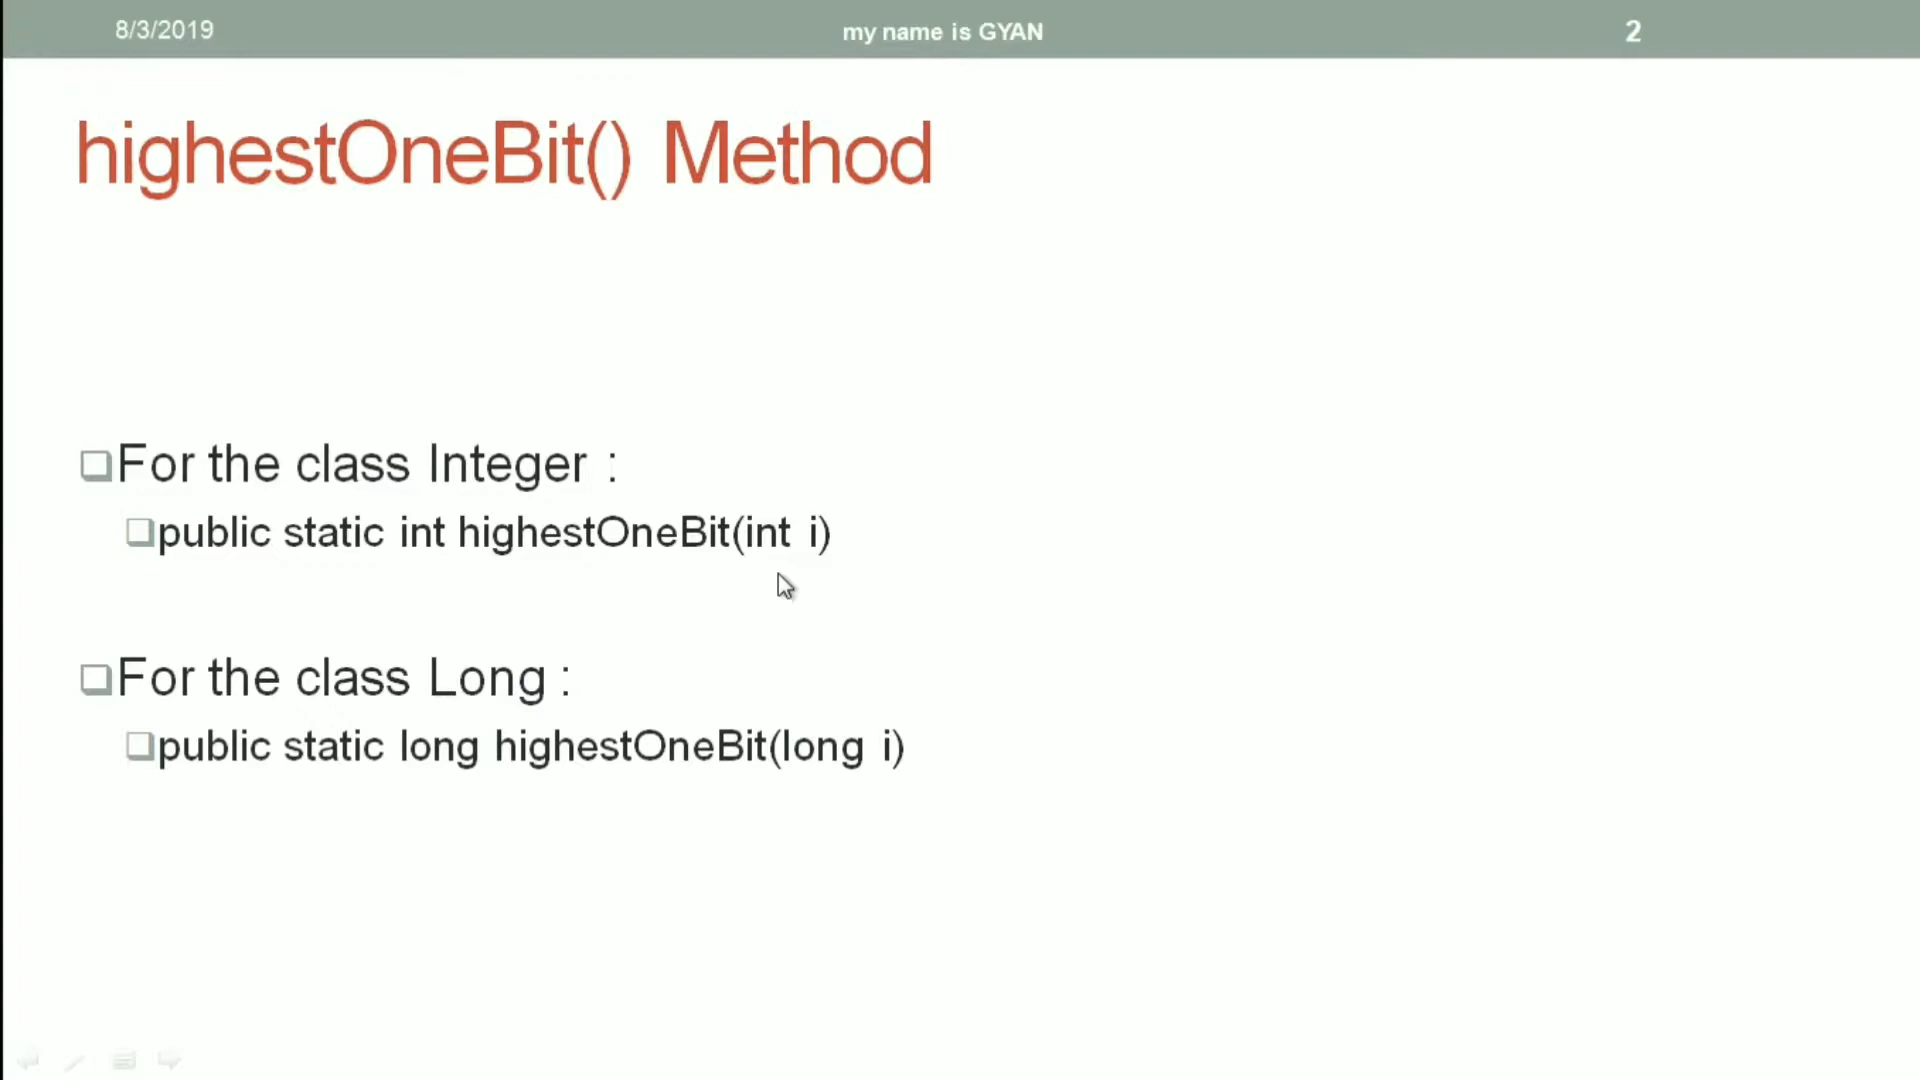 8/3/2019
my name is GYAN
2
highestOneBit() Method
For the class Integer :
public static int highestOneBit(int i)
For the class Long :
public static long highestOneBit(long i)